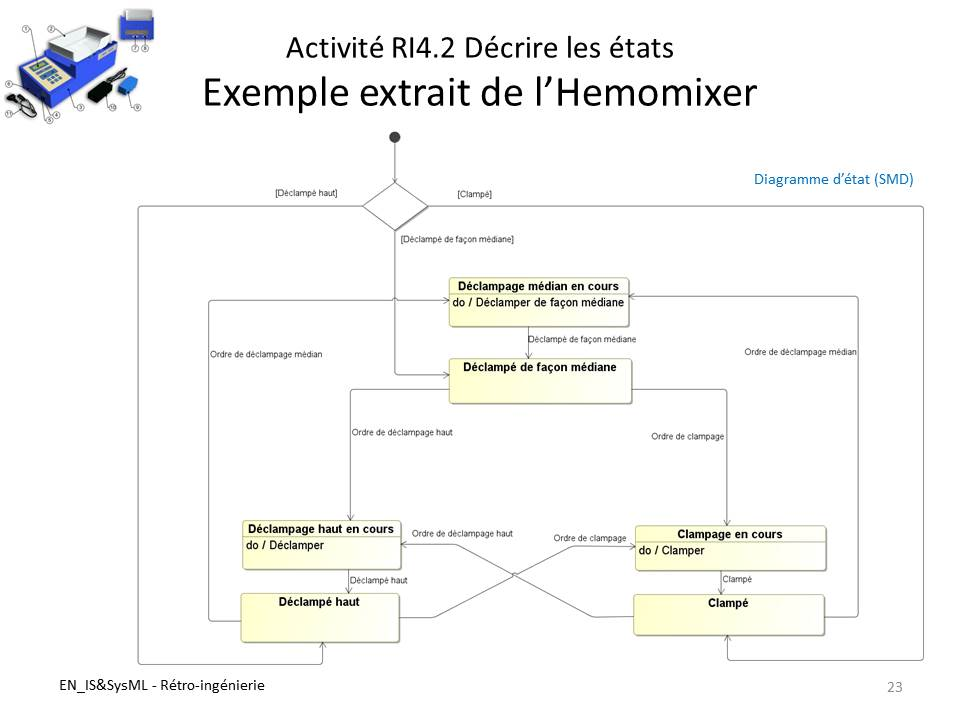 Activité RI4.2 Décrire les états
Exemple extrait de l’Hemomixer
Diagramme d’état (SMD)
[Déclampé haut]
[Clampé]
[Déclampé de façon médiane]
Déclampage médian en cours
do / Déclamper de façon médiane
Déclampé de façon médiane
Ordre de déclampage médian
Ordre de déclampage médian
Déclampé de façon médiane
Ordre de déclampage haut
Ordre de clampage
Déclampage haut en cours
do / Déclamper
Ordre de déclampage haut
Ordre de clampage
Clampage en cours
do / Clamper
Déclampé haut
Clampé
Déclampé haut
Clampé
EN_IS&SysML - Rétro-ingénierie
23